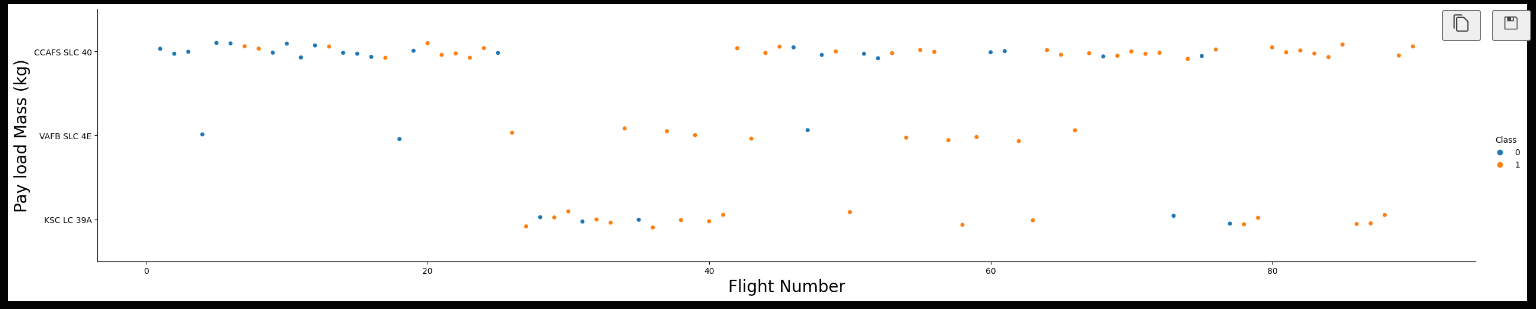 Pay load Mass (kg)
CCAFS SLC 40
VAFB SLC 4E
KSC LC 39A
0 20 40 60 80
Flight Number
Class
0
1